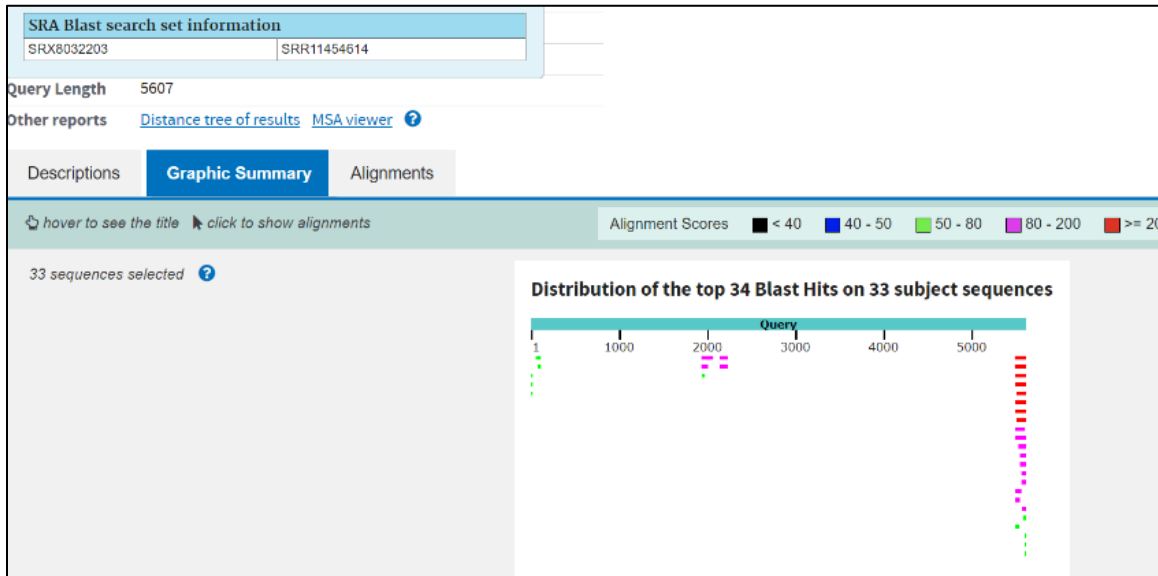 SRA Blast search set information
SRX8032203 SRR11454614
Query Length 5607
Other reports Distance tree of results MSA viewer ?
Descriptions Graphic Summary Alignments
hover to see the title click to show alignments Alignment Scores < 40 40 - 50 50 - 80 80 - 200 >= 20
33 sequences selected ?
Distribution of the top 34 Blast Hits on 33 subject sequences
Query
1 1000 2000 3000 4000 5000